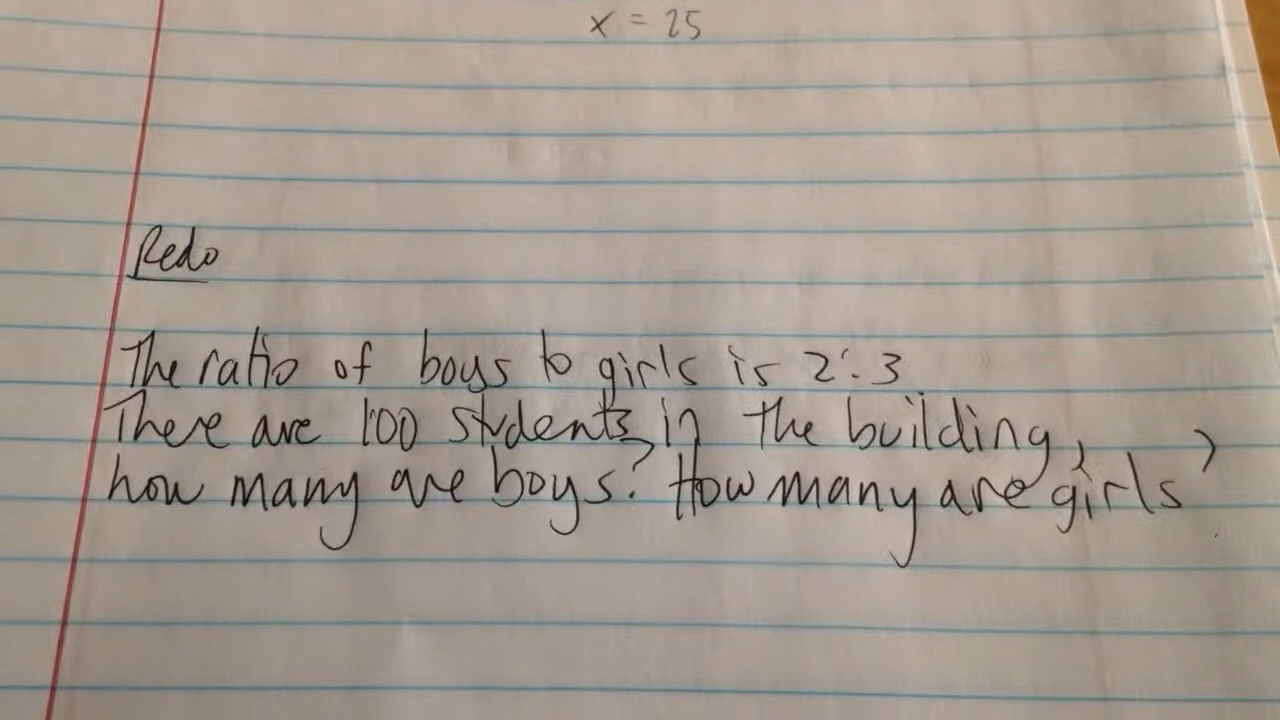 x = 25
Redo
The ratio of boys to girls is 2:3
There are 100 students in the building,
how many are boys? How many are girls?